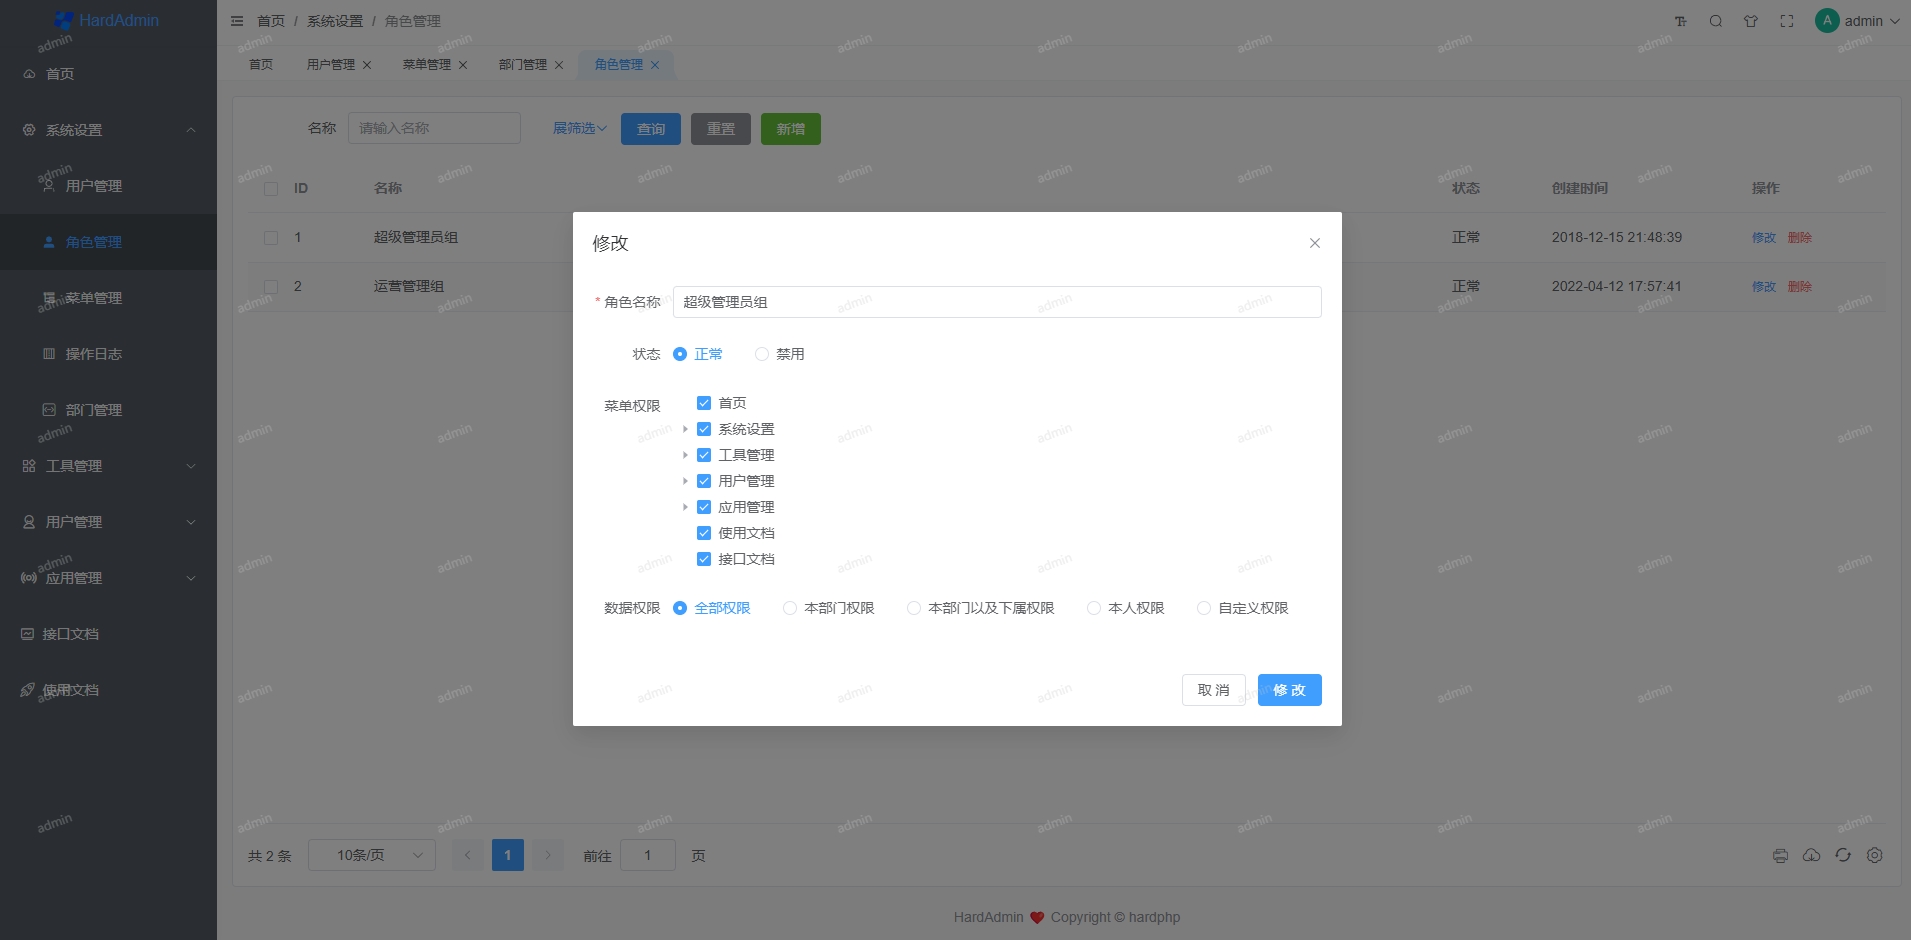 HardAdmin
首页
系统设置
用户管理
角色管理
菜单管理
操作日志
部门管理
工具管理
用户管理
应用管理
接口文档
使用文档
首页 / 系统设置 / 角色管理
A admin
首页 用户管理 菜单管理 部门管理 角色管理
名称 请输入名称 展筛选 查询 重置 新增
ID 名称 状态 创建时间 操作
1 超级管理员组 正常 2018-12-15 21:48:39 修改 删除
2 运营管理组 正常 2022-04-12 17:57:41 修改 删除
修改
* 角色名称 超级管理员组
状态 正常 禁用
菜单权限 首页
系统设置
工具管理
用户管理
应用管理
使用文档
接口文档
数据权限 全部权限 本部门权限 本部门以及下属权限 本人权限 自定义权限
取 消 修 改
共 2 条 10条/页 1 前往 1 页
HardAdmin ❤️ Copyright © hardphp
admin